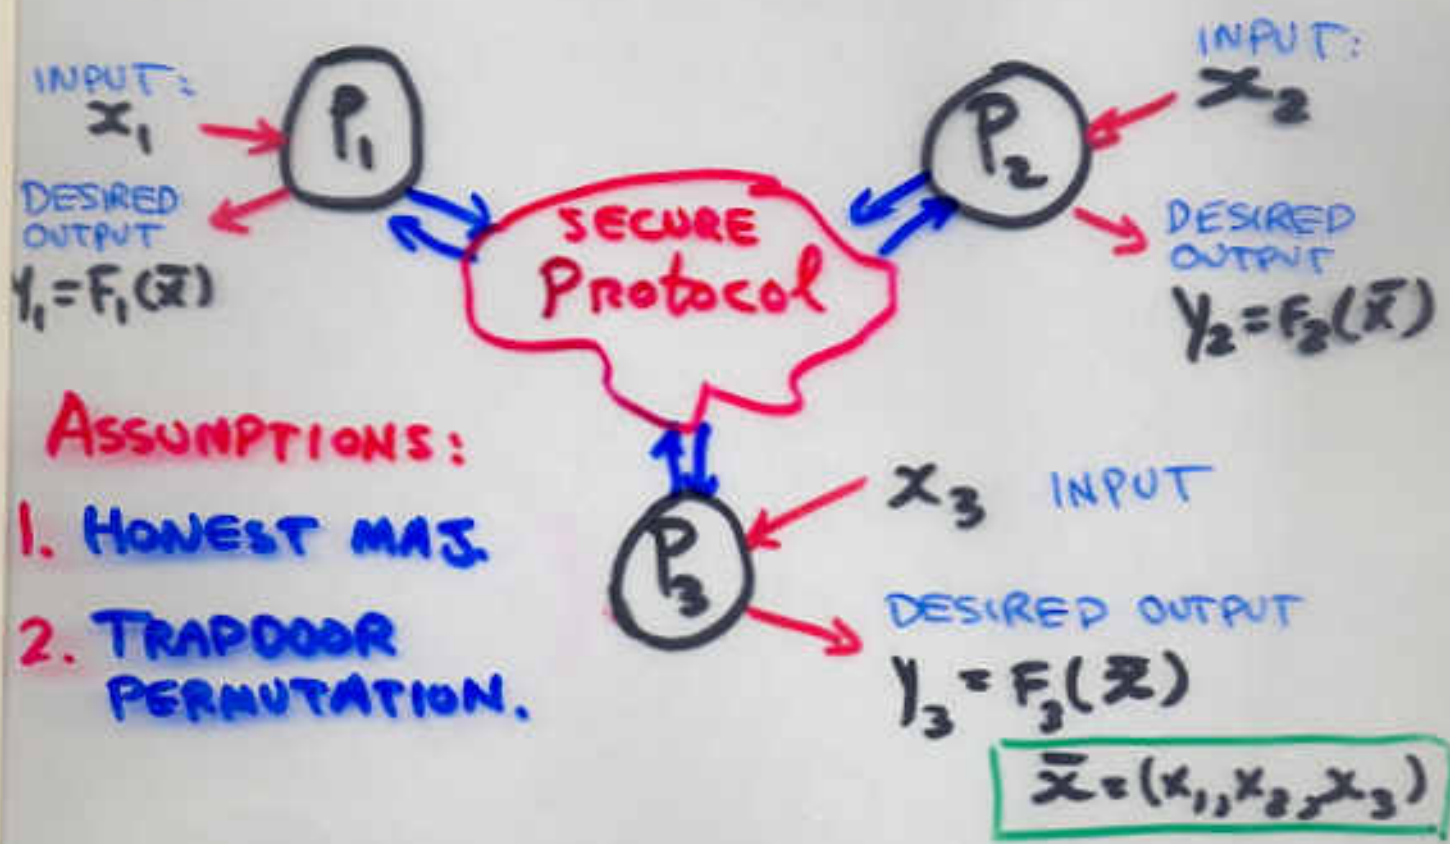 INPUT:
x₁
P₁
DESIRED
OUTPUT
Y₁=F₁(x̄)
SECURE
Protocol
P₂
INPUT:
x₂
DESIRED
OUTPUT
Y₂=F₂(x̄)
ASSUMPTIONS:
1. HONEST MAJ.
2. TRAPDOOR
PERMUTATION.
P₃
x₃ INPUT
DESIRED OUTPUT
Y₃=F₃(x̄)
x̄=(x₁,x₂,x₃)